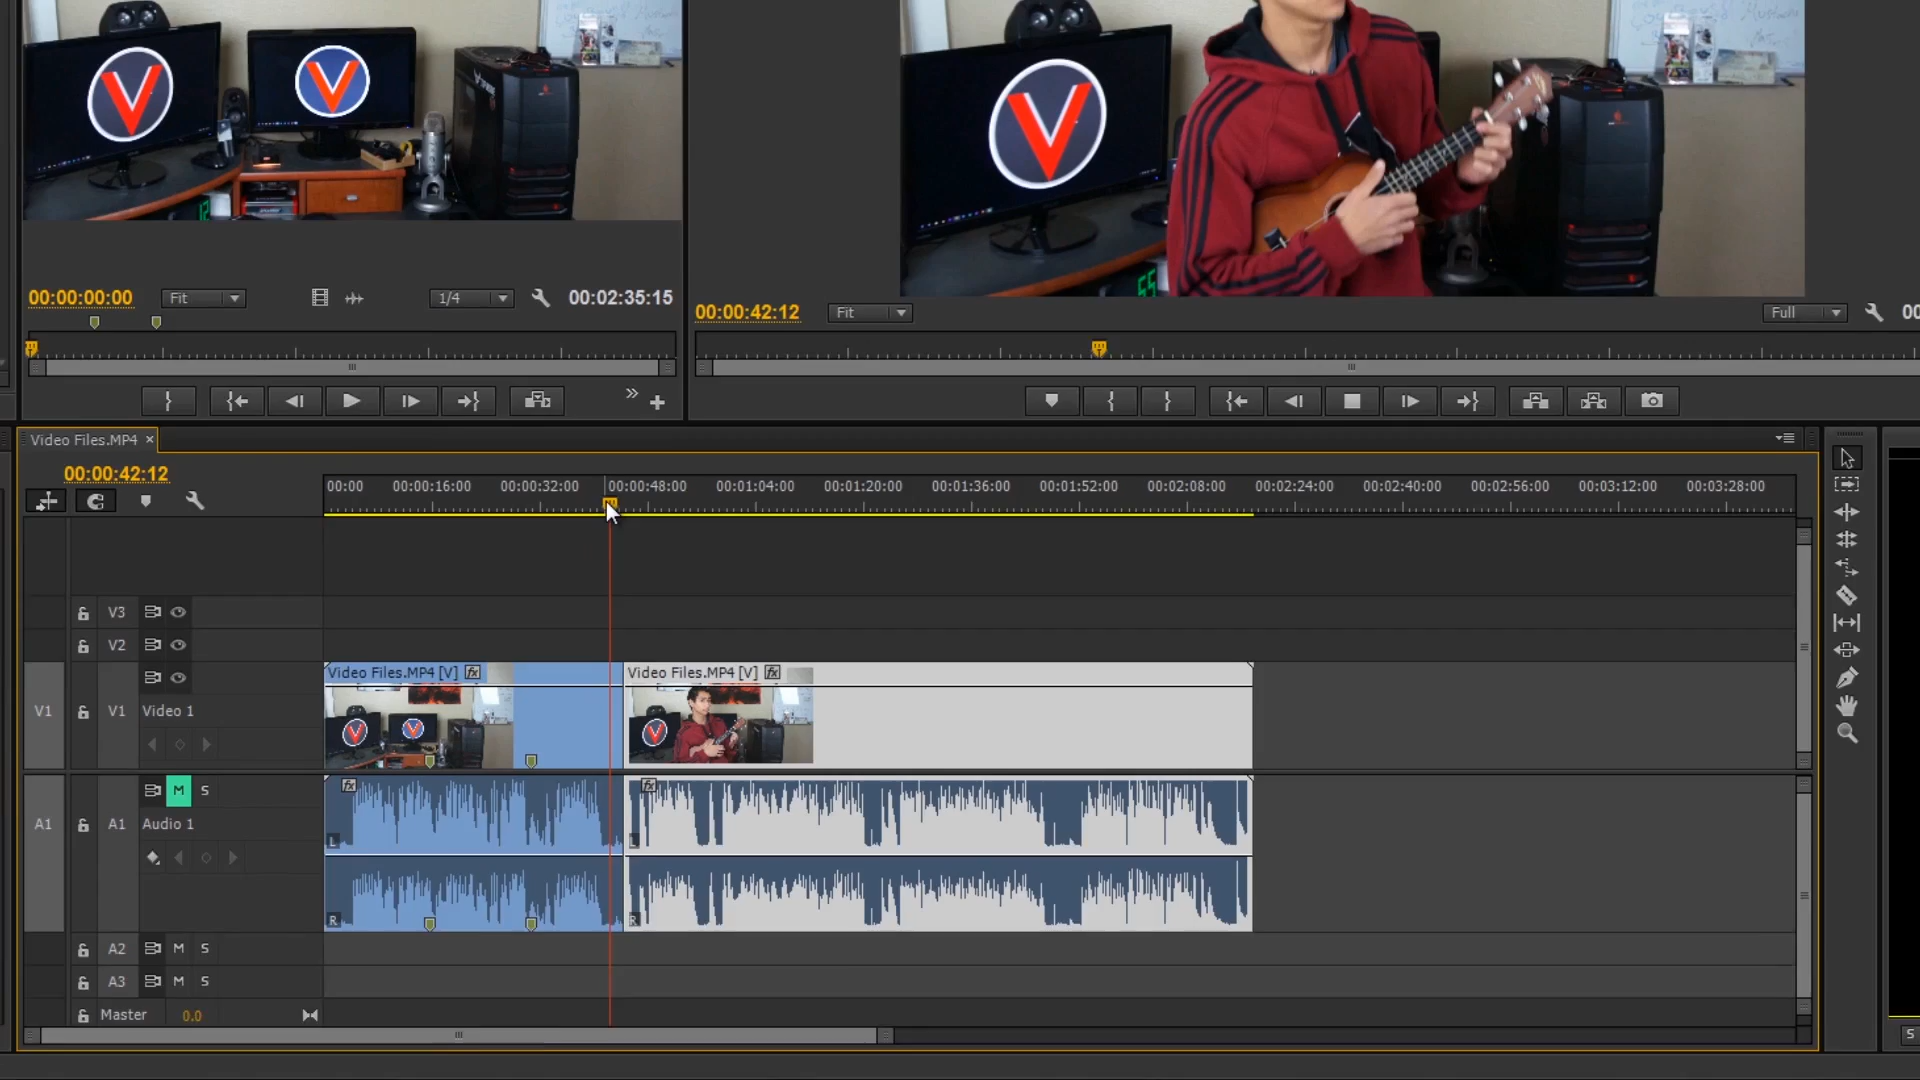 V
V
V
00:00:00:00
Fit
1/4
00:02:35:15
00:00:42:12
Fit
Full
00
Video Files.MP4
00:00:42:12
00:00
00:00:16:00
00:00:32:00
00:00:48:00
00:01:04:00
00:01:20:00
00:01:36:00
00:01:52:00
00:02:08:00
00:02:24:00
00:02:40:00
00:02:56:00
00:03:12:00
00:03:28:00
V3
V2
Video Files.MP4 [V] fx
Video Files.MP4 [V] fx
V1
V1
Video 1
M
S
fx
fx
A1
A1
Audio 1
L
L
R
R
A2
M
S
A3
M
S
Master
0.0
S